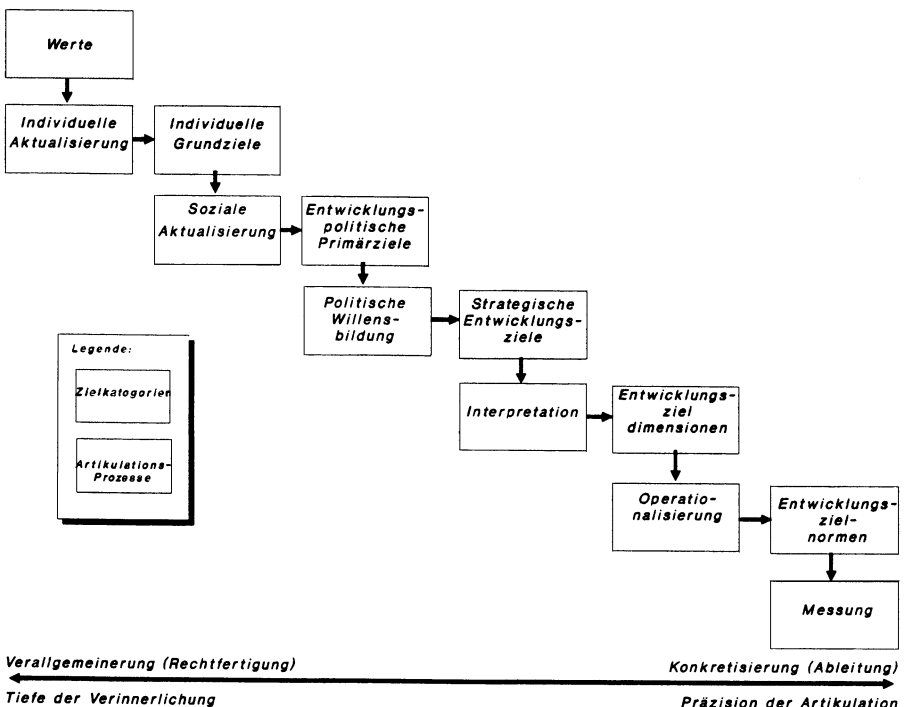 Werte
Individuelle
Aktualisierung
Individuelle
Grundziele
Soziale
Aktualisierung
Entwicklungs-
politische
Primärziele
Politische
Willens-
bildung
Strategische
Entwicklungs-
ziele
Interpretation
Entwicklungs-
ziel
dimensionen
Operatio-
nalisierung
Entwicklungs-
ziel-
normen
Messung
Legende:
Zielkatogorien
Artikulations-
Prozesse
Verallgemeinerung (Rechtfertigung)
Konkretisierung (Ableitung)
Tiefe der Verinnerlichung
Präzision der Artikulation